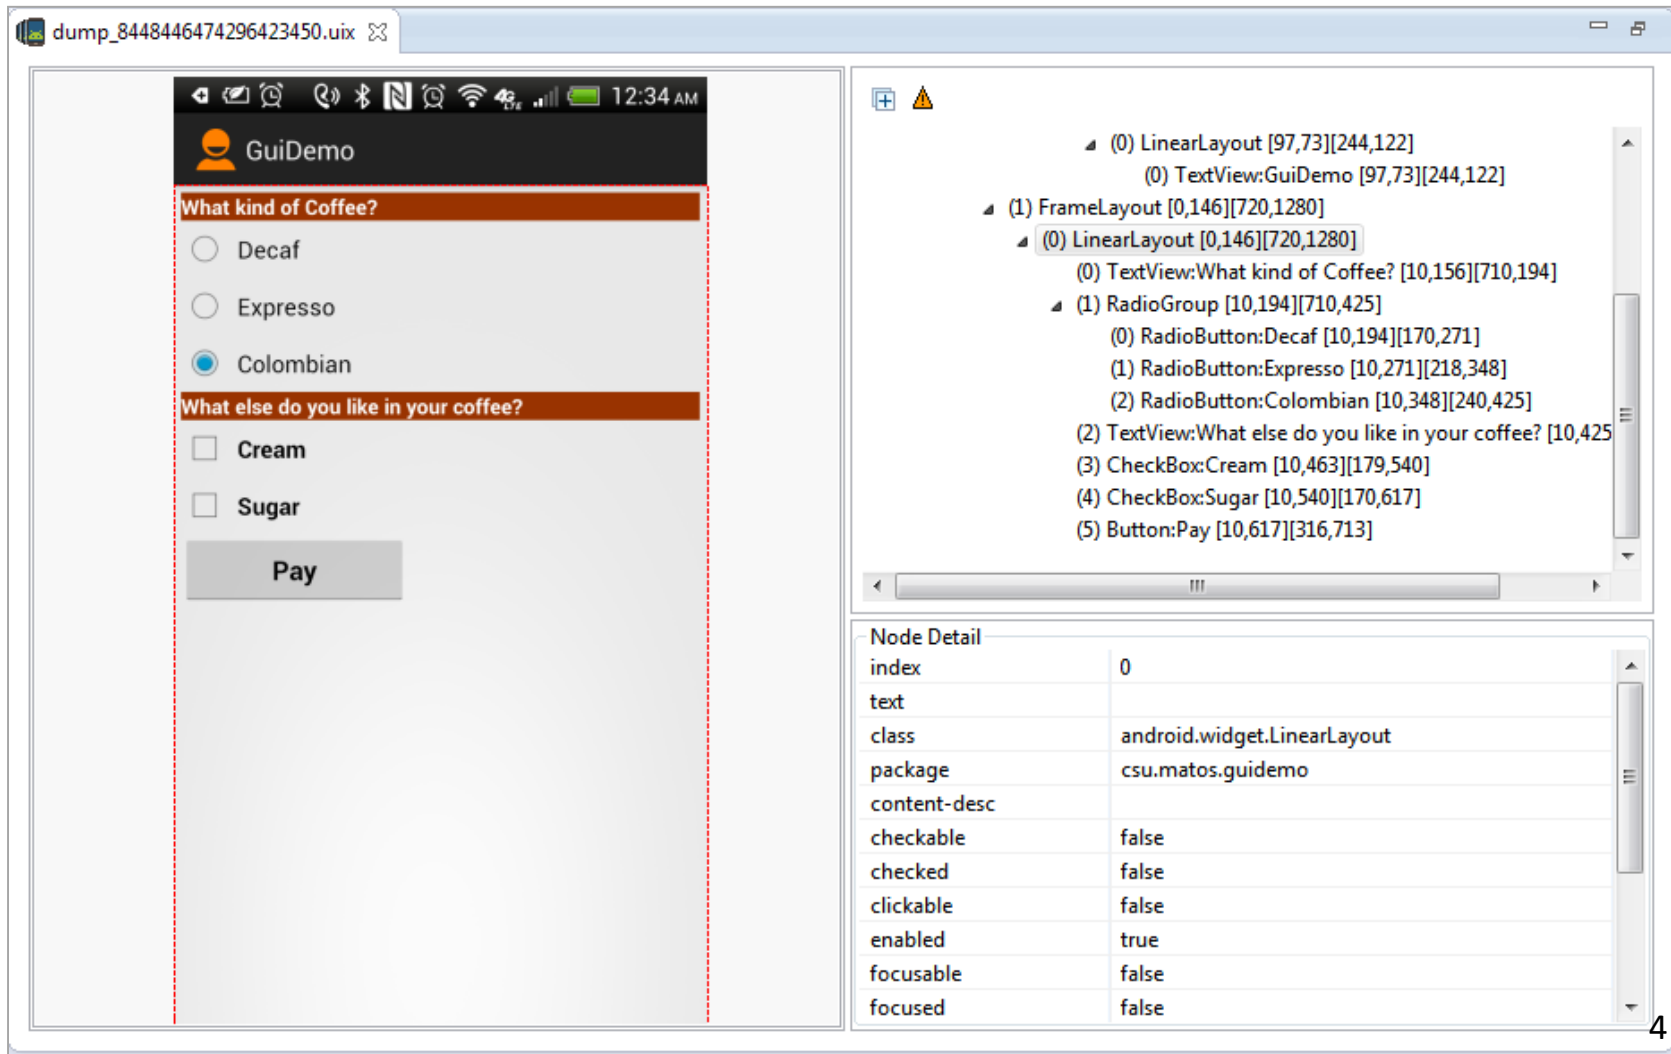 dump_8448446474296423450.uix
4G LTE 12:34 AM
GuiDemo
What kind of Coffee?
Decaf
Expresso
Colombian
What else do you like in your coffee?
Cream
Sugar
Pay
(0) LinearLayout [97,73][244,122]
(0) TextView:GuiDemo [97,73][244,122]
(1) FrameLayout [0,146][720,1280]
(0) LinearLayout [0,146][720,1280]
(0) TextView:What kind of Coffee? [10,156][710,194]
(1) RadioGroup [10,194][710,425]
(0) RadioButton:Decaf [10,194][170,271]
(1) RadioButton:Expresso [10,271][218,348]
(2) RadioButton:Colombian [10,348][240,425]
(2) TextView:What else do you like in your coffee? [10,425
(3) CheckBox:Cream [10,463][179,540]
(4) CheckBox:Sugar [10,540][170,617]
(5) Button:Pay [10,617][316,713]
Node Detail
index 0
text
class android.widget.LinearLayout
package csu.matos.guidemo
content-desc
checkable false
checked false
clickable false
enabled true
focusable false
focused false
4